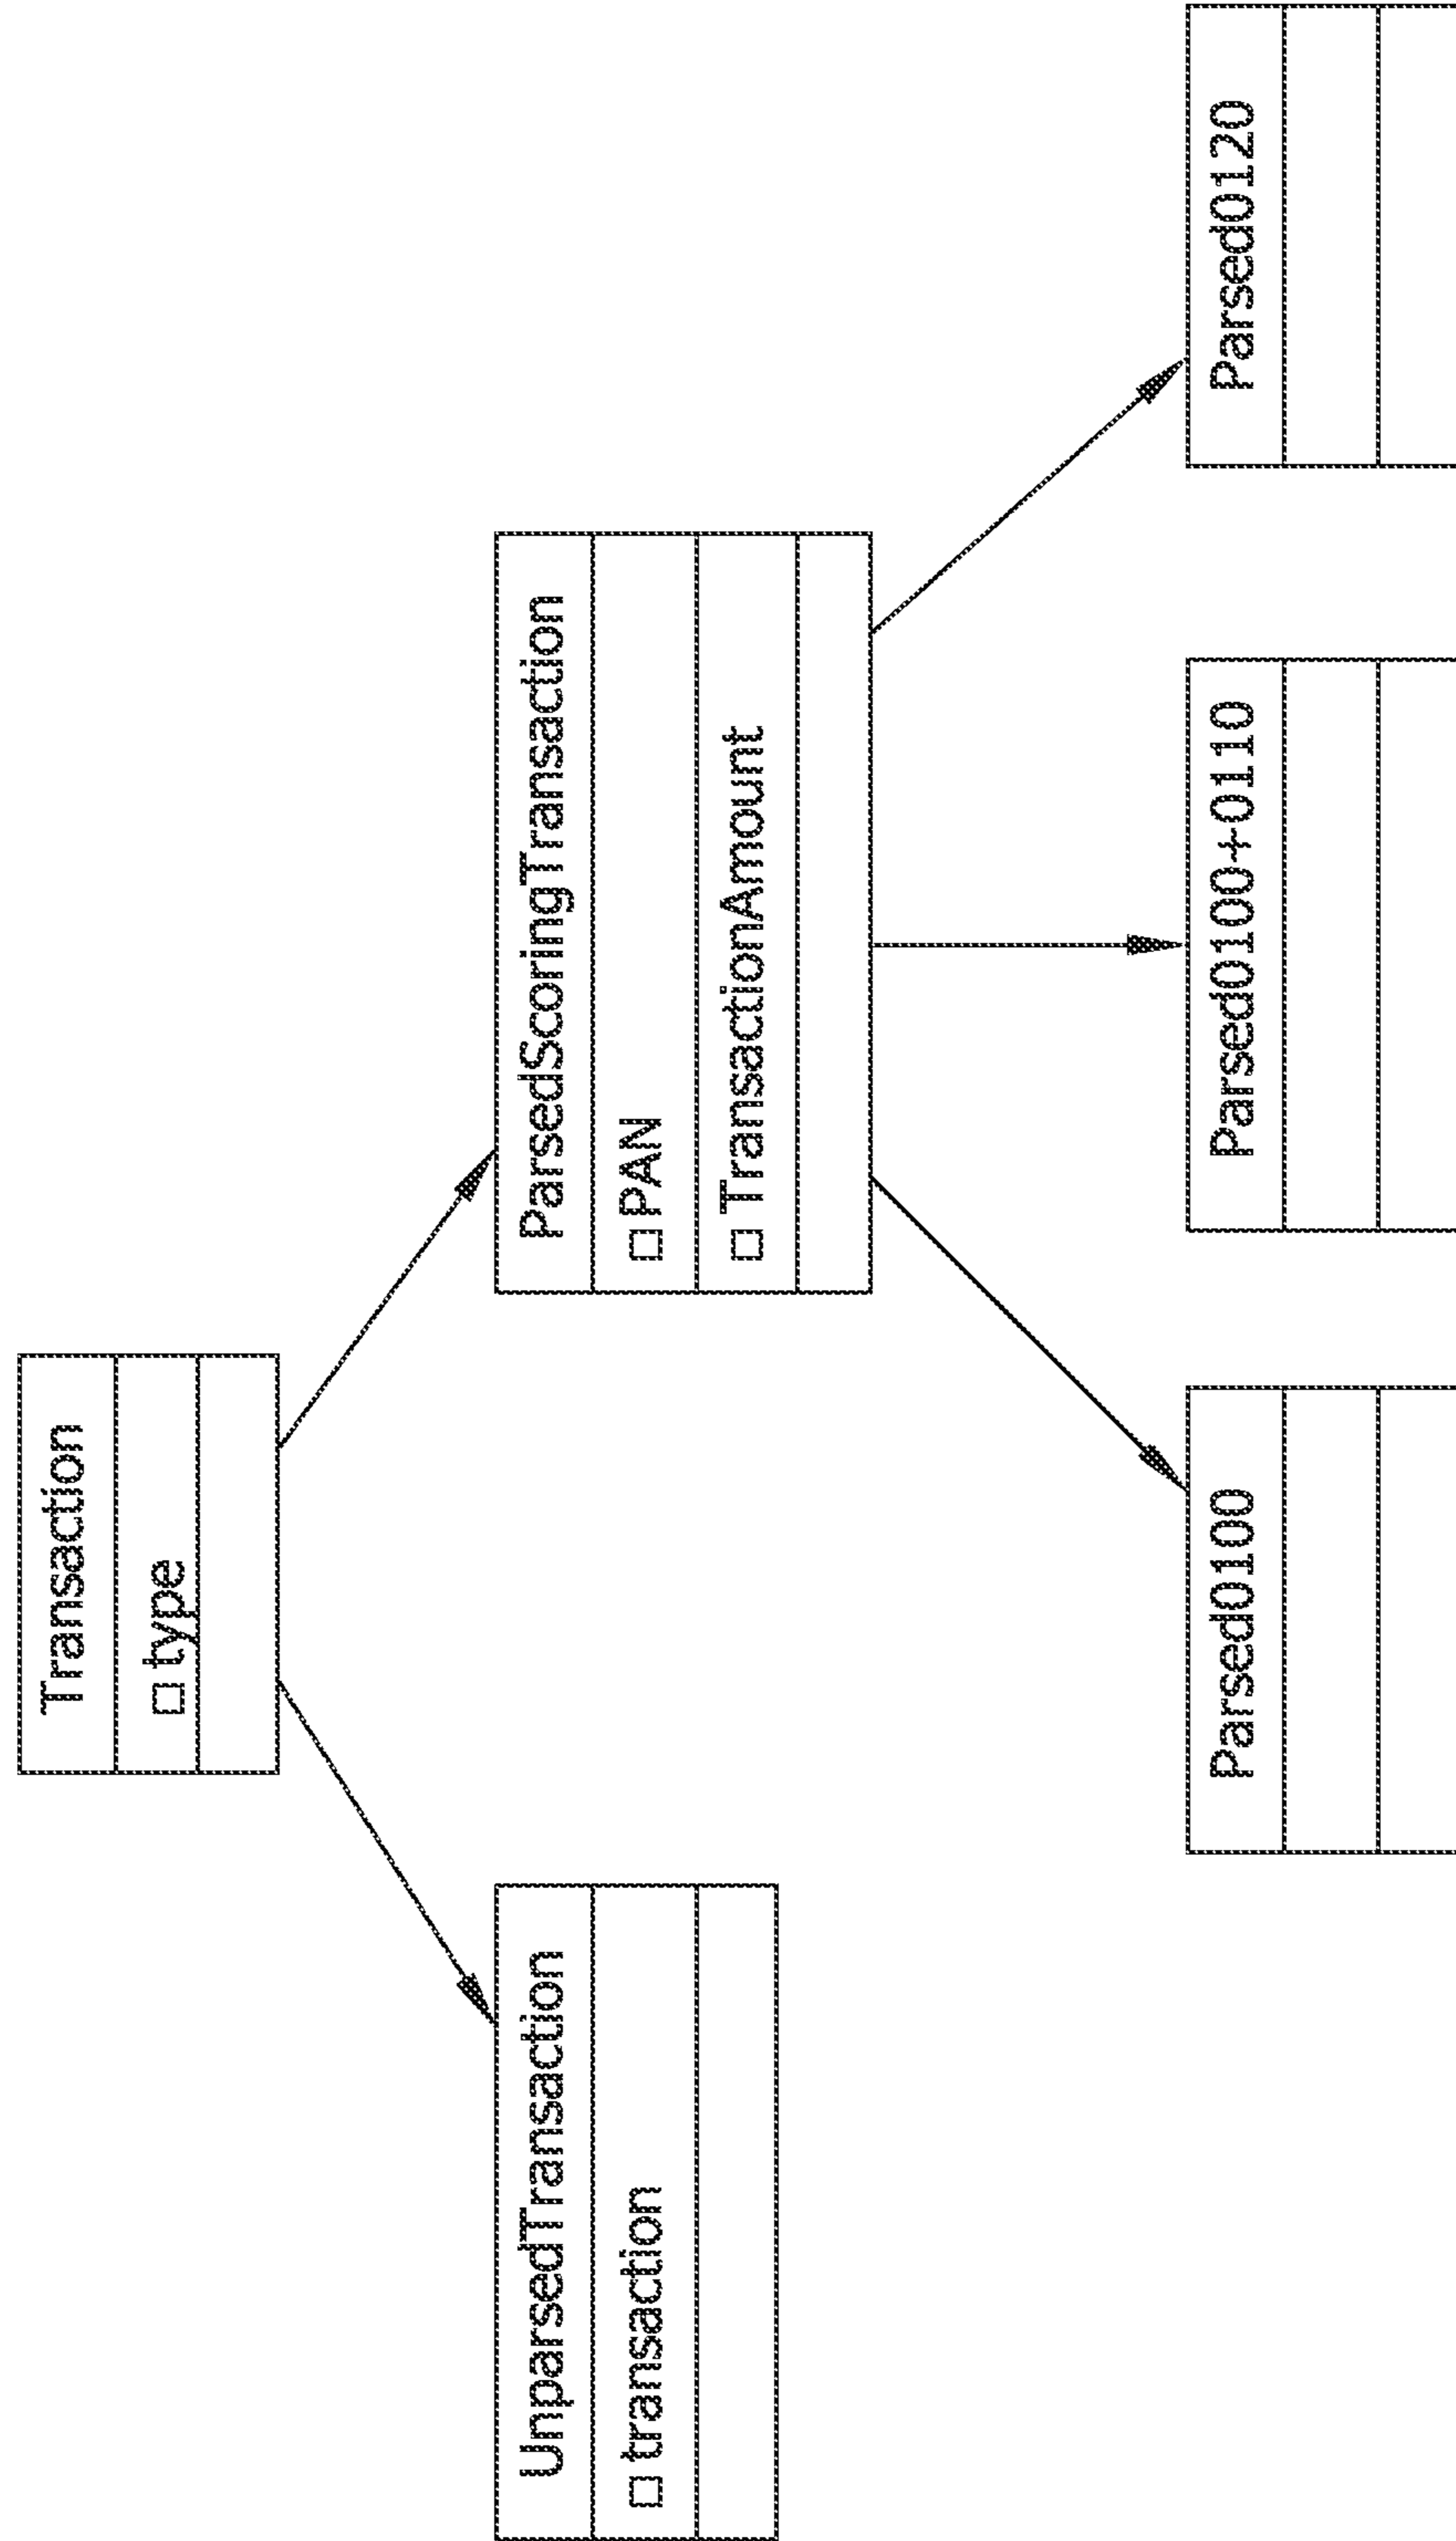 Transaction
□ type
UnparsedTransaction
□ transaction
ParsedScoringTransaction
□ PAN
□ TransactionAmount
Parsed0100
Parsed0100+0110
Parsed0120